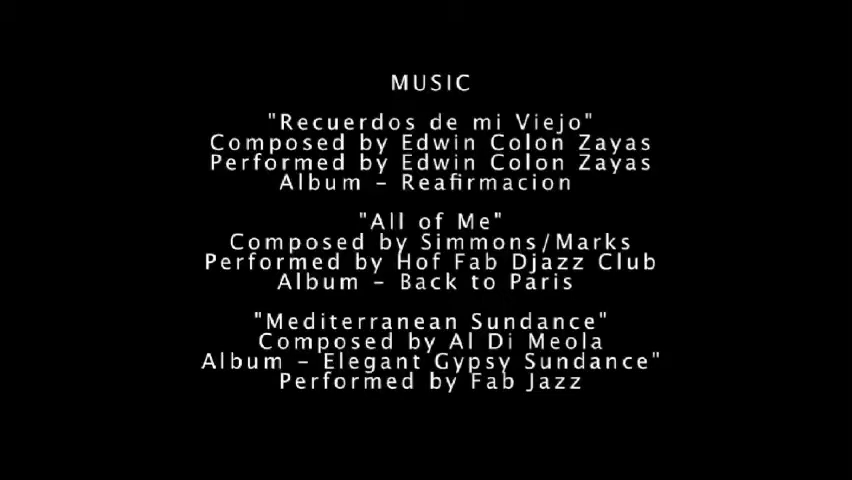 MUSIC
"Recuerdos de mi Viejo"
Composed by Edwin Colon Zayas
Performed by Edwin Colon Zayas
Album – Reafirmacion
"All of Me"
Composed by Simmons/Marks
Performed by Hof Fab Djazz Club
Album – Back to Paris
"Mediterranean Sundance"
Composed by Al Di Meola
Album – Elegant Gypsy Sundance"
Performed by Fab Jazz